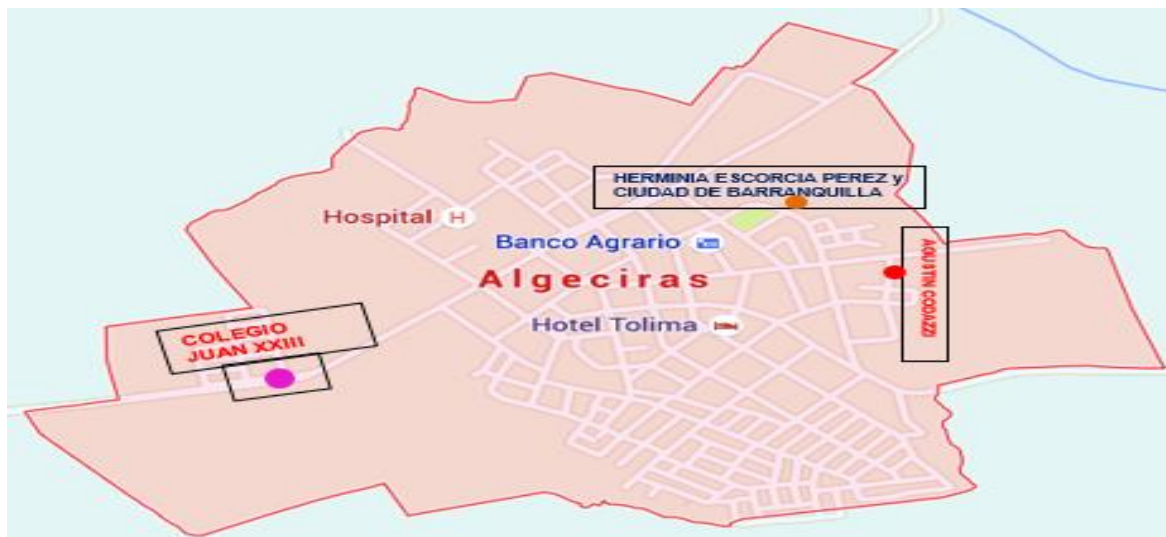 HERMINIA ESCORCIA PEREZ y
CIUDAD DE BARRANQUILLA
Hospital H
Banco Agrario
AGUSTIN CODAZZI
Algeciras
Hotel Tolima
COLEGIO
JUAN XXIII